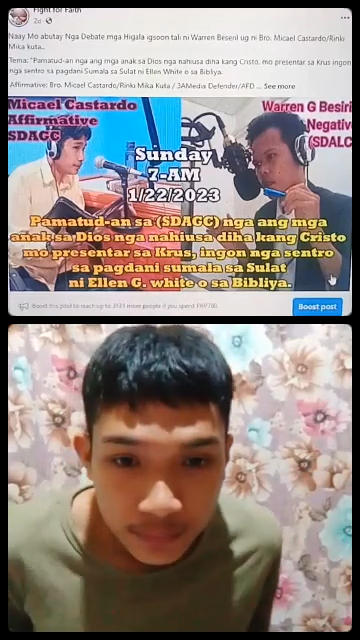 Fight for Faith
2d
Naay Mo abutay Nga Debate mga Higala igsoon tali ni Warren Beseril ug ni Bro. Micael Castardo/Rinki
Mika kuta..
Tema: "Pamatud-an nga ang mga anak sa Dios nga nahiusa diha kang Cristo, mo presentar sa Krus ingon
nga sentro sa pagdani Sumala sa Sulat ni Ellen White o sa Bibliya.
Affirmative: Bro. Micael Castardo/Rinki Mika Kuta / 3AMedia Defender/AFD ... See more
Micael Castardo
Affirmative
SDAGC
Warren G Besiri
Negativ
(SDALC
Sunday
7-AM
1/22/2023
Pamatud-an sa (SDAGC) nga ang mga
anak sa Dios nga nahiusa diha kang Cristo
mo presentar sa Krus, ingon nga sentro
sa pagdani sumala sa Sulat
ni Ellen G. white o sa Bibliya.
Boost this post to reach up to 3131 more people if you spend PHP780.
Boost post